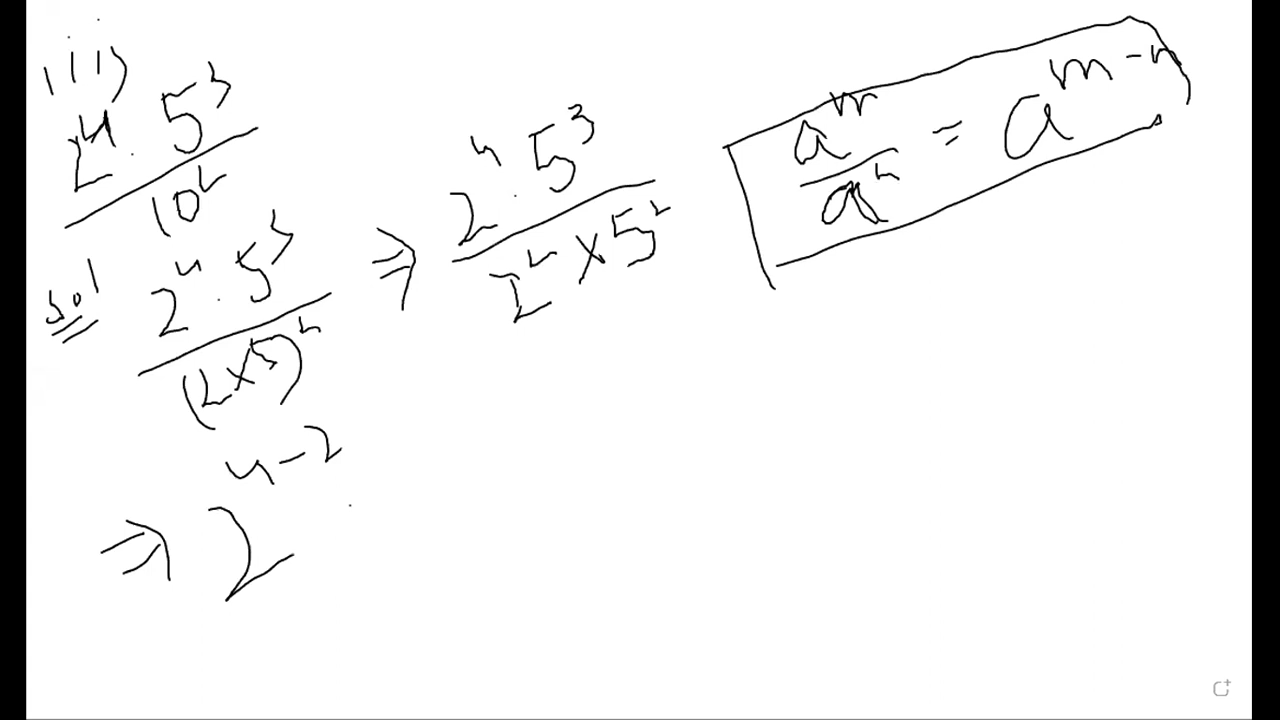 iii)
2^4 . 5^3 / 10^2
Sol 2^4 . 5^3 / (2×5)^2 ⇒ 2^4 . 5^3 / 2^2 × 5^2
a^m / a^n = a^m-n
⇒ 2^4-2 .